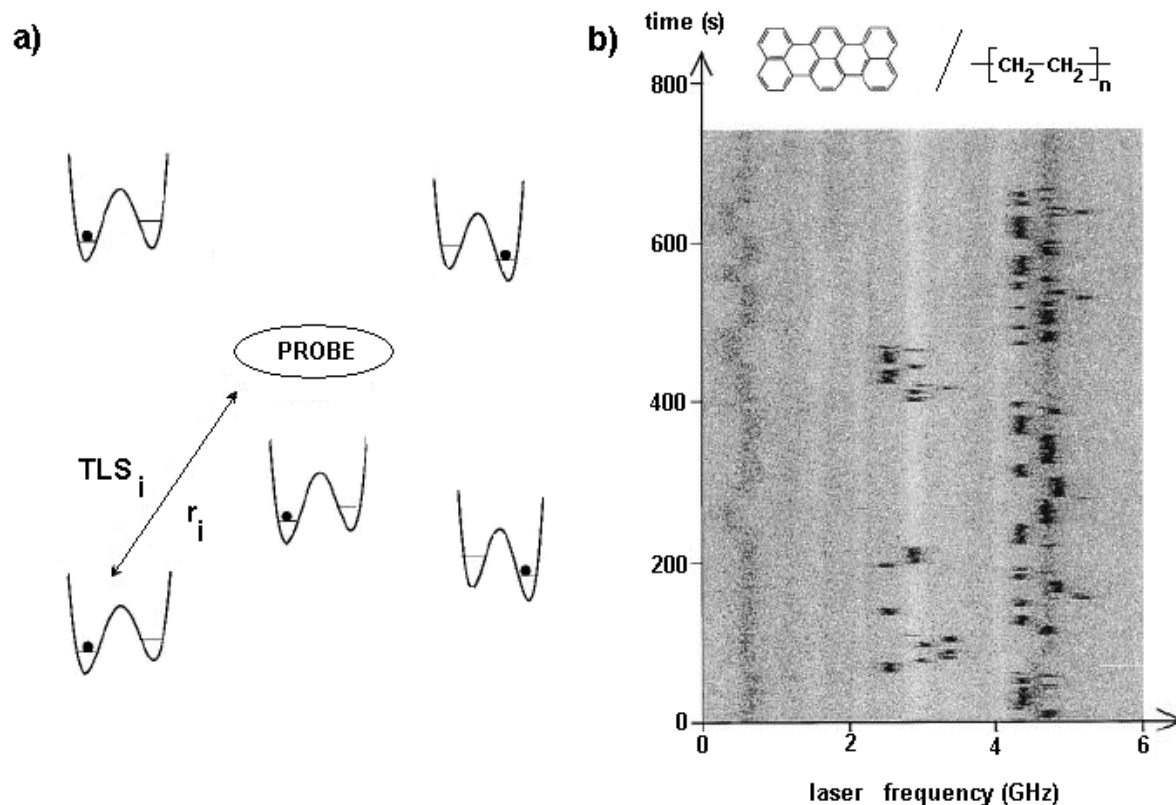 a)
PROBE
TLS i
r i
b)
time (s)
CH2 CH2 n
800
600
400
200
0
0 2 4 6
laser frequency (GHz)